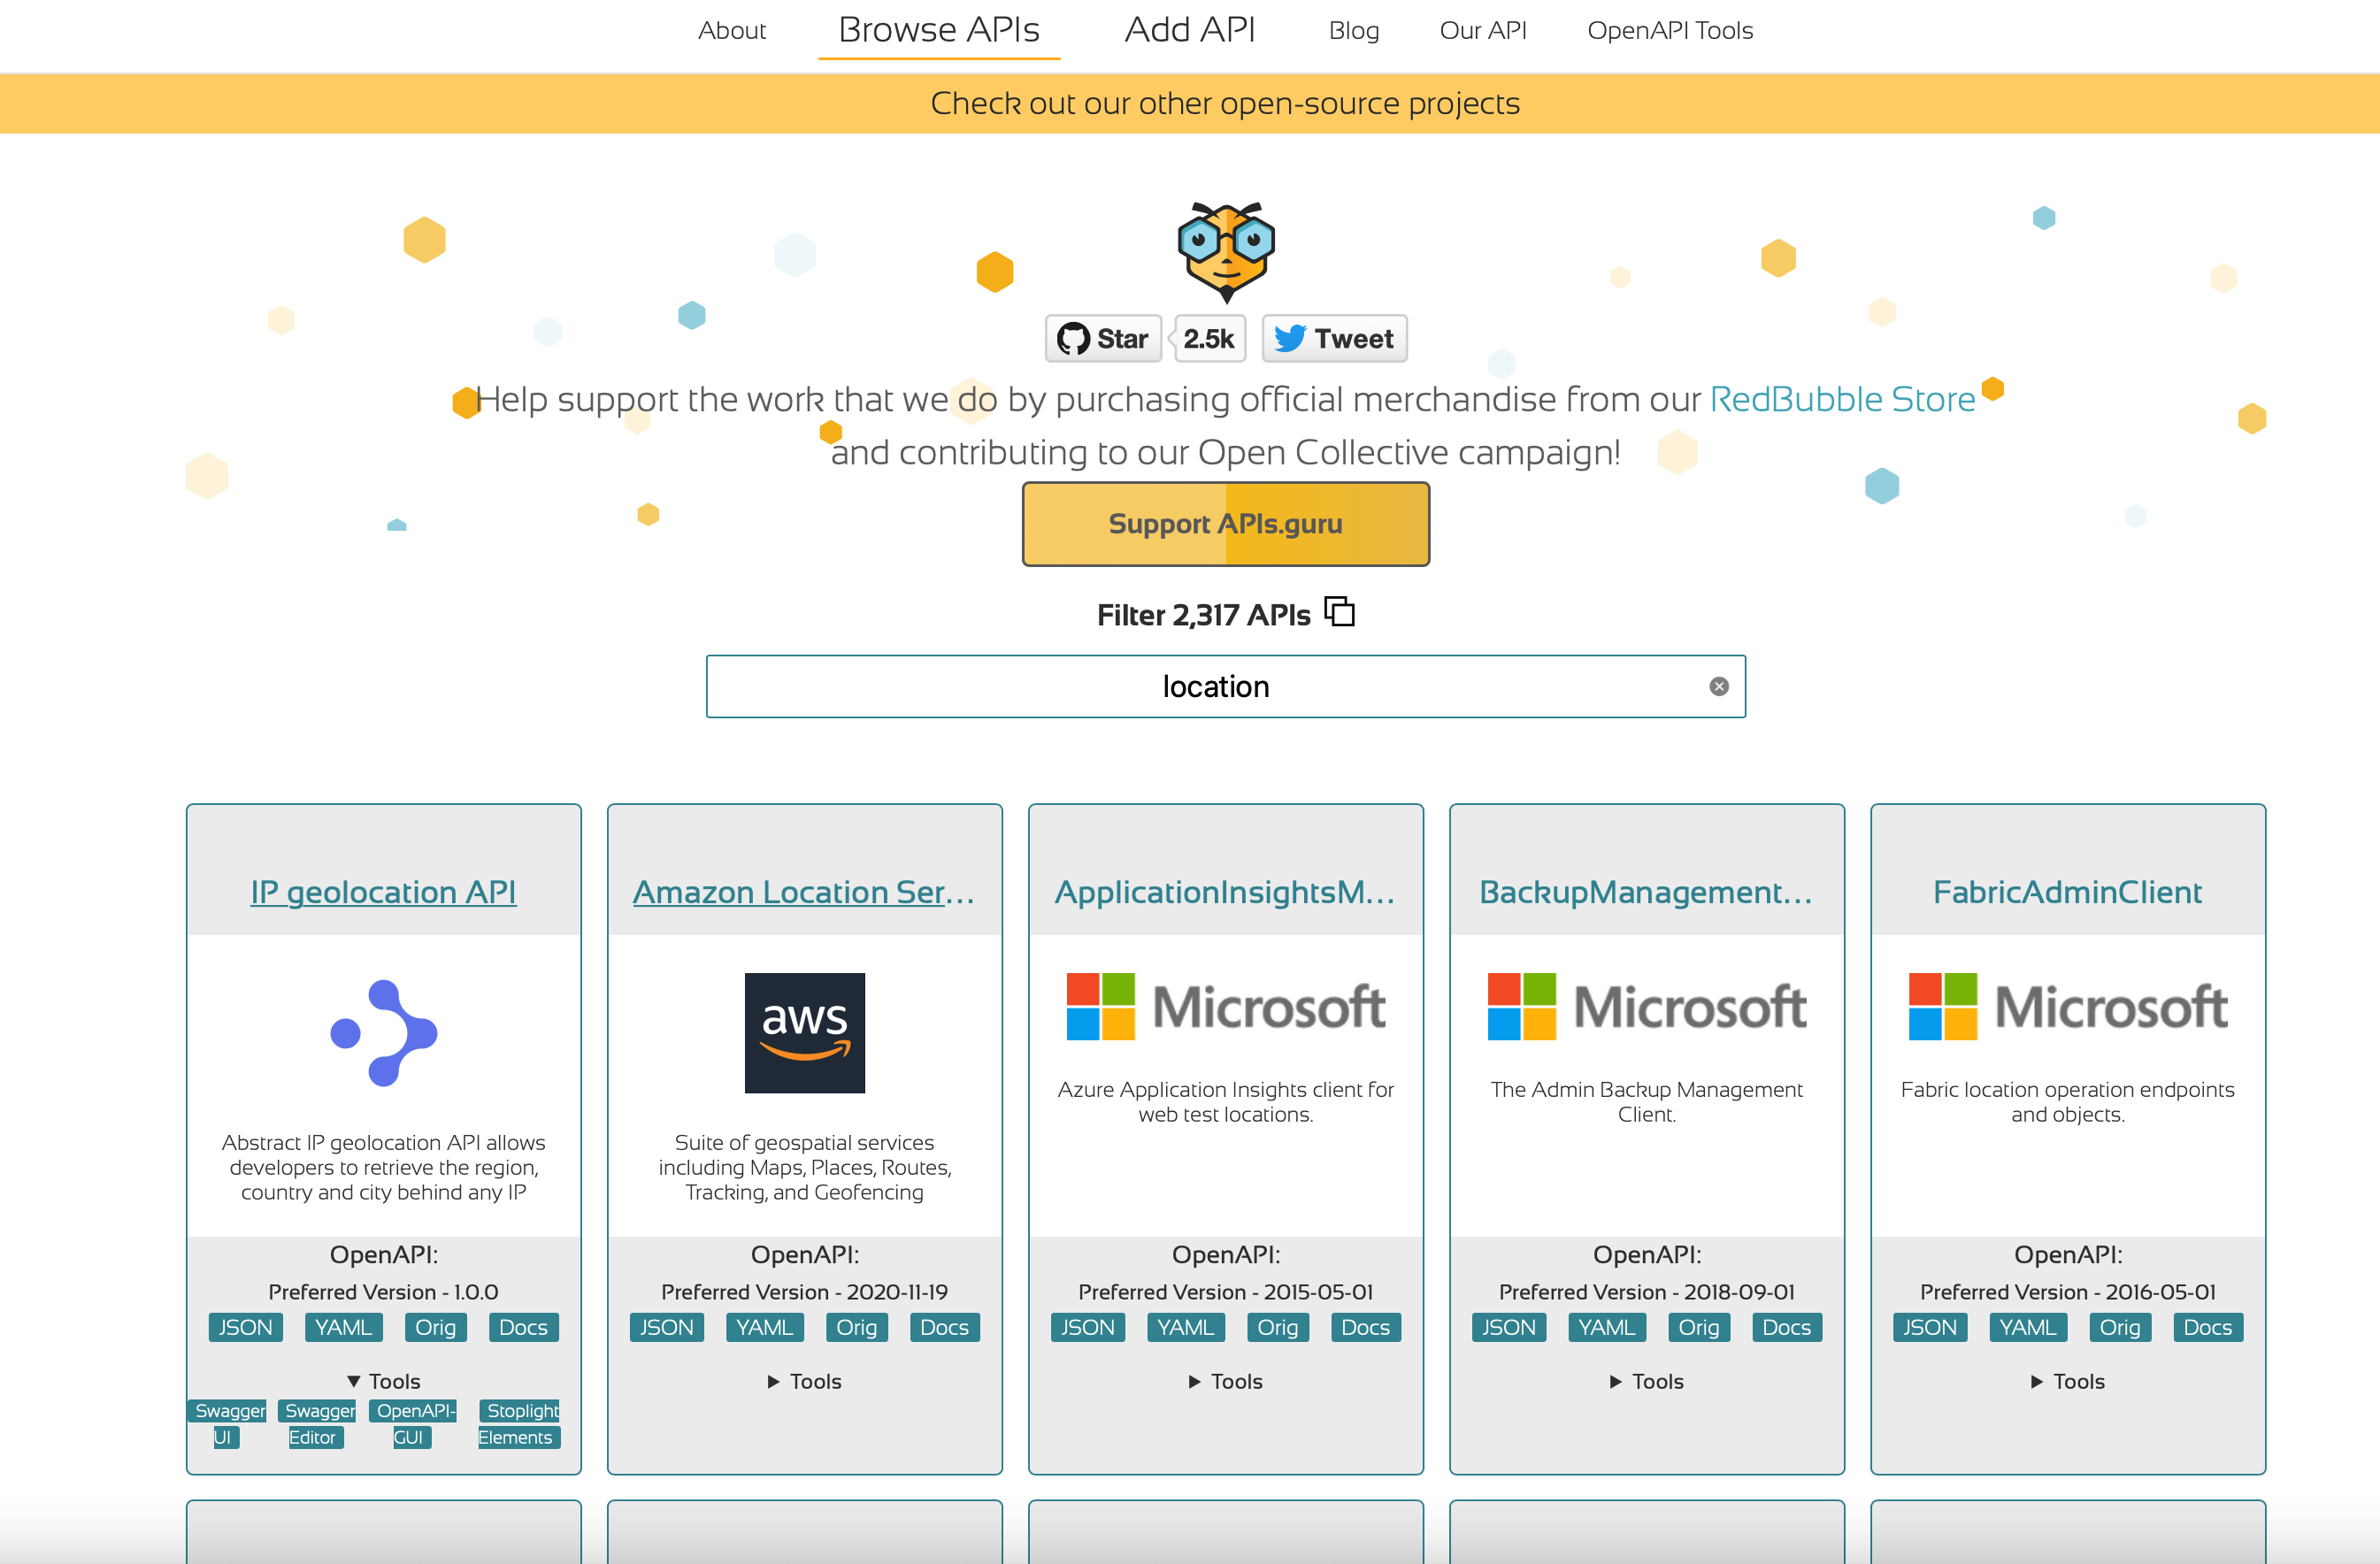 About Browse APIs Add API Blog Our API OpenAPI Tools
Check out our other open-source projects
Star 2.5k Tweet
Help support the work that we do by purchasing official merchandise from our RedBubble Store
and contributing to our Open Collective campaign!
Support APIs.guru
Filter 2,317 APIs
location
IP geolocation API
Abstract IP geolocation API allows
developers to retrieve the region,
country and city behind any IP
OpenAPI:
Preferred Version - 1.0.0
JSON YAML Orig Docs
Tools
Swagger UI
Swagger Editor
OpenAPI-GUI
Stoplight Elements
Amazon Location Ser...
aws
Suite of geospatial services
including Maps, Places, Routes,
Tracking, and Geofencing
OpenAPI:
Preferred Version - 2020-11-19
JSON YAML Orig Docs
Tools
ApplicationInsightsM...
Microsoft
Azure Application Insights client for
web test locations.
OpenAPI:
Preferred Version - 2015-05-01
JSON YAML Orig Docs
Tools
BackupManagement...
Microsoft
The Admin Backup Management
Client.
OpenAPI:
Preferred Version - 2018-09-01
JSON YAML Orig Docs
Tools
FabricAdminClient
Microsoft
Fabric location operation endpoints
and objects.
OpenAPI:
Preferred Version - 2016-05-01
JSON YAML Orig Docs
Tools